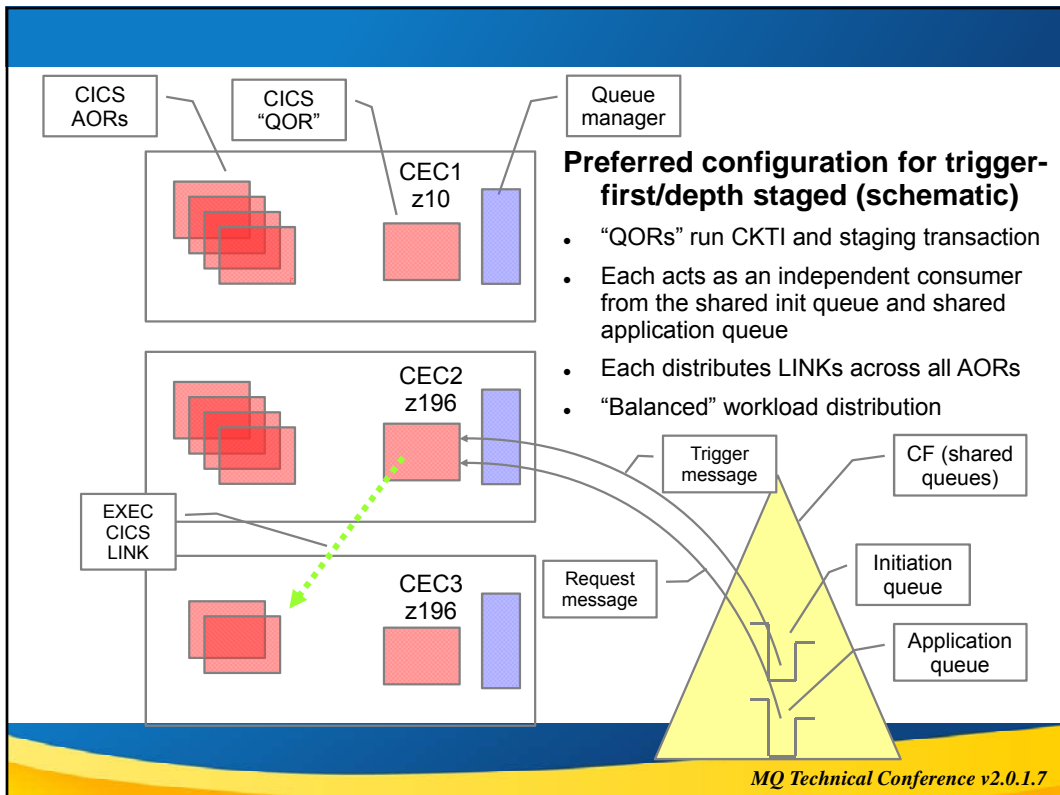 CICS
AORs
CICS
“QOR”
Queue
manager
CEC1
z10
Preferred configuration for trigger-
first/depth staged (schematic)
• “QORs” run CKTI and staging transaction
• Each acts as an independent consumer
from the shared init queue and shared
application queue
• Each distributes LINKs across all AORs
• “Balanced” workload distribution
CEC2
z196
Trigger
message
CF (shared
queues)
EXEC
CICS
LINK
CEC3
z196
Request
message
Initiation
queue
Application
queue
MQ Technical Conference v2.0.1.7